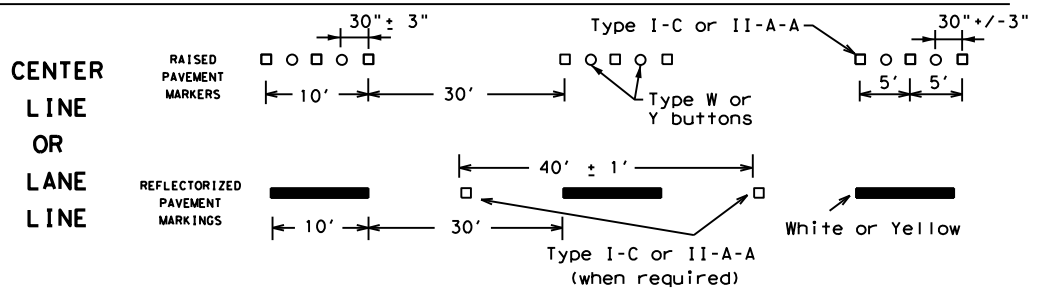 CENTER
LINE
OR
LANE
LINE
RAISED
PAVEMENT
MARKERS
30" ± 3"
10'
30'
Type I-C or II-A-A
Type W or
Y buttons
30"+/-3"
5'
5'
REFLECTORIZED
PAVEMENT
MARKINGS
10'
30'
40' ± 1'
Type I-C or II-A-A
(when required)
White or Yellow